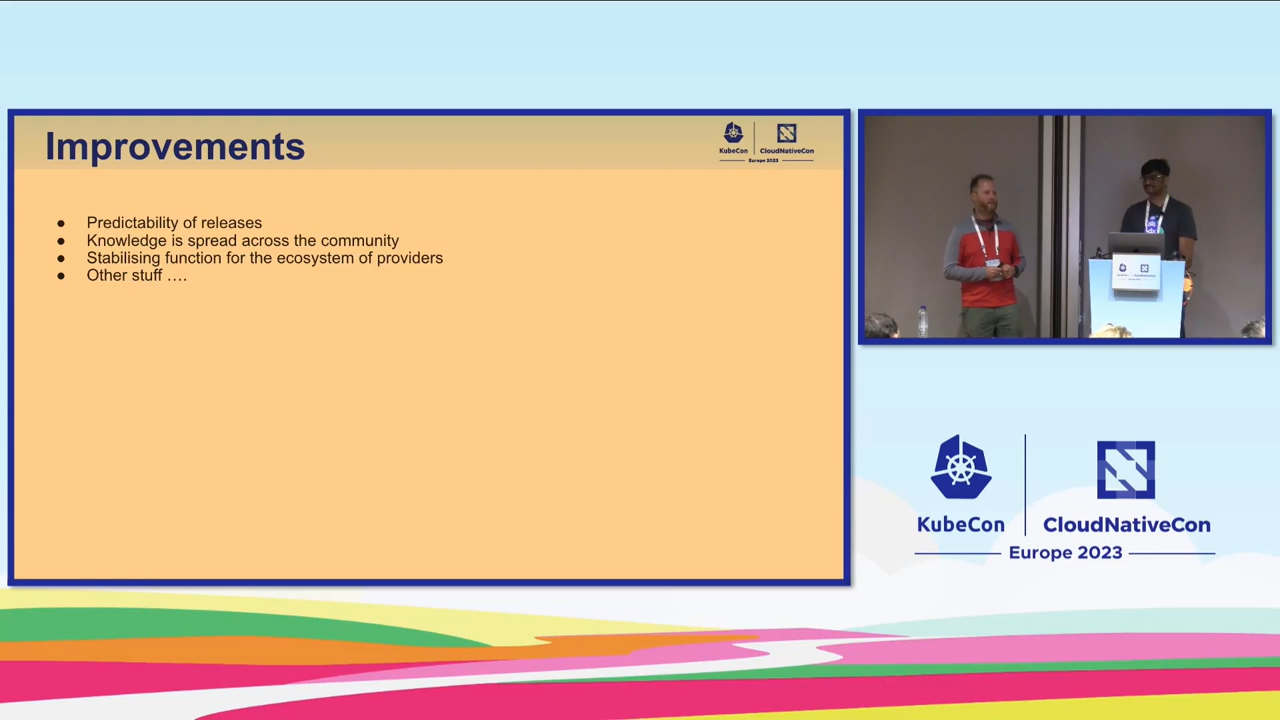 Improvements
KubeCon
CloudNativeCon
Europe 2023
● Predictability of releases
● Knowledge is spread across the community
● Stabilising function for the ecosystem of providers
● Other stuff ....
KubeCon
CloudNativeCon
Europe 2023